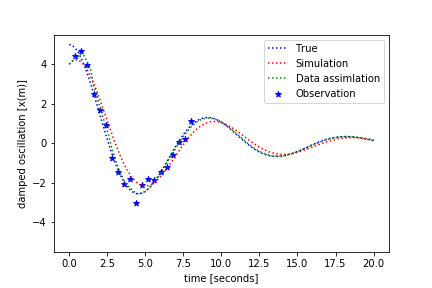 True
Simulation
Data assimlation
Observation
damped oscillation [x(m)]
4
2
0
−2
−4
0.0 2.5 5.0 7.5 10.0 12.5 15.0 17.5 20.0
time [seconds]